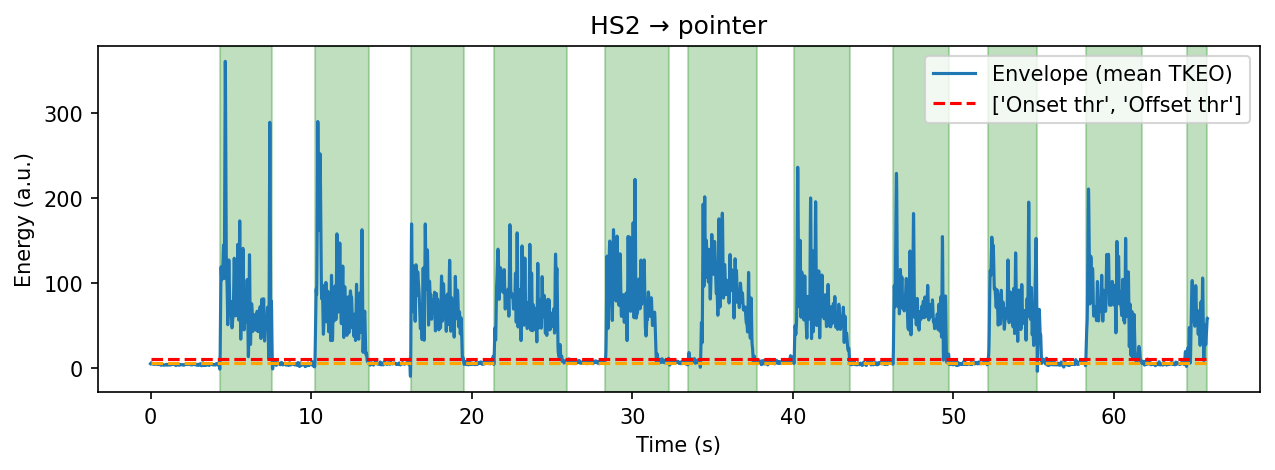 HS2 → pointer
Energy (a.u.)
300
200
100
0
Envelope (mean TKEO)
['Onset thr', 'Offset thr']
0 10 20 30 40 50 60
Time (s)